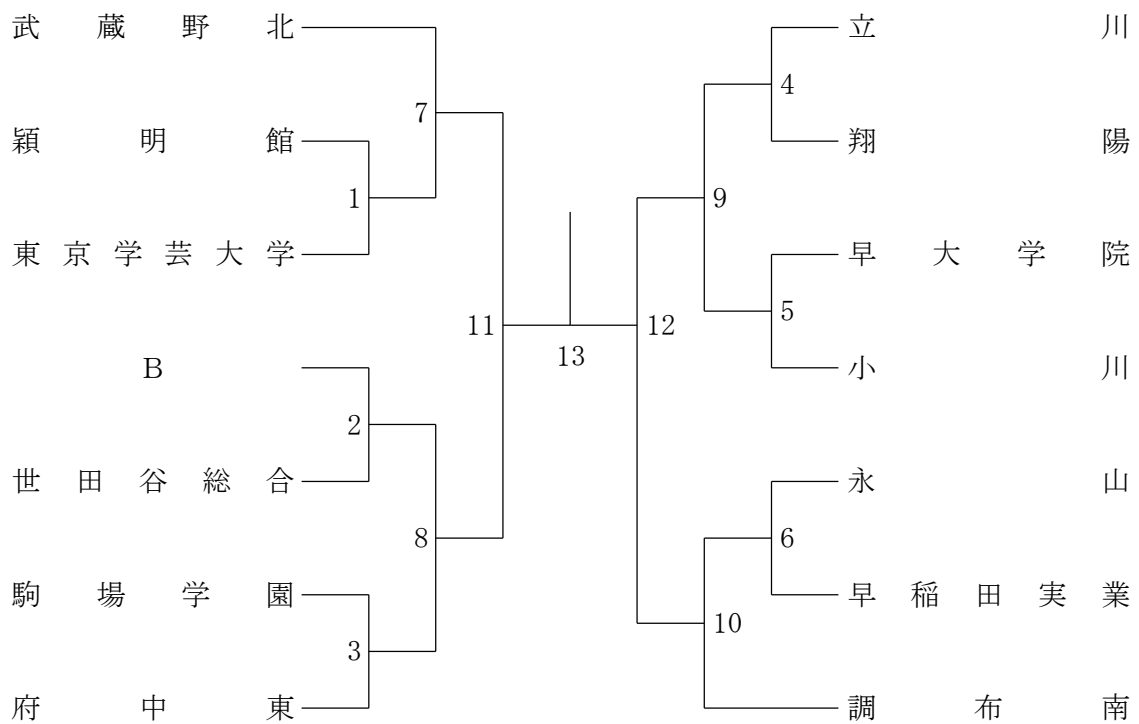 武蔵野北
立川
4
7
穎明館
翔陽
1
9
東京学芸大学
早大学院
5
11
12
13
B
小川
2
世田谷総合
永山
8
6
駒場学園
早稲田実業
10
3
府中東
調布南